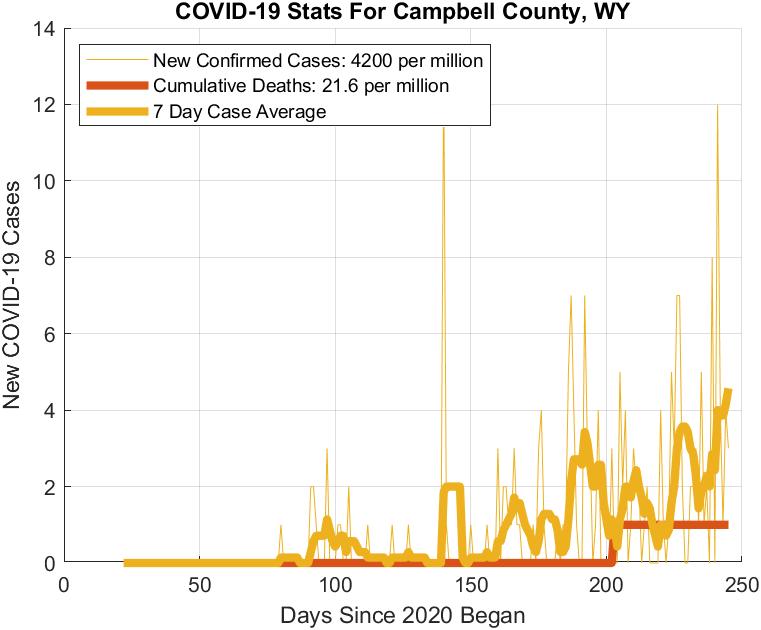 COVID-19 Stats For Campbell County, WY
14
12
10
8
6
4
2
0
New Confirmed Cases: 4200 per million
Cumulative Deaths: 21.6 per million
7 Day Case Average
New COVID-19 Cases
0 50 100 150 200 250
Days Since 2020 Began